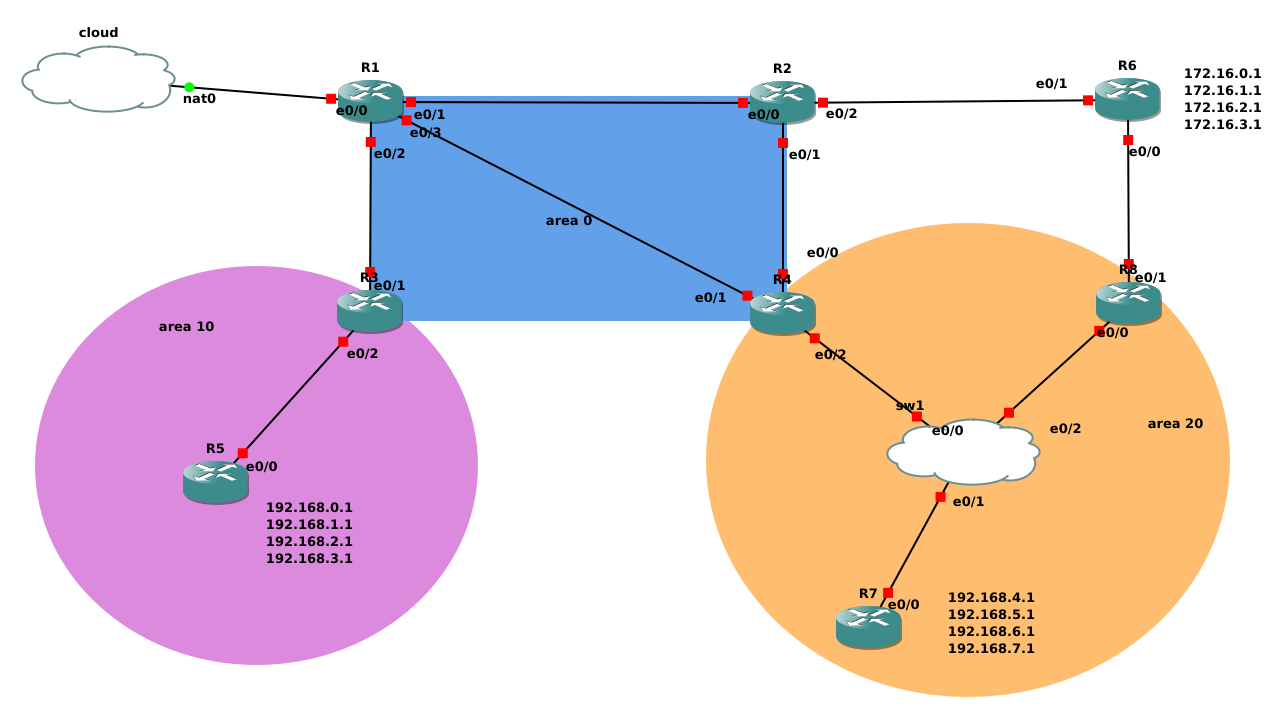 cloud
nat0
R1
e0/0
e0/1
e0/3
e0/2
R2
e0/0
e0/2
e0/1
R6
e0/1
e0/0
172.16.0.1
172.16.1.1
172.16.2.1
172.16.3.1
area 0
R3
e0/1
e0/2
area 10
R5
e0/0
192.168.0.1
192.168.1.1
192.168.2.1
192.168.3.1
e0/0
R4
e0/1
e0/2
R8
e0/1
e0/0
sw1
e0/0
e0/2
e0/1
area 20
R7
e0/0
192.168.4.1
192.168.5.1
192.168.6.1
192.168.7.1